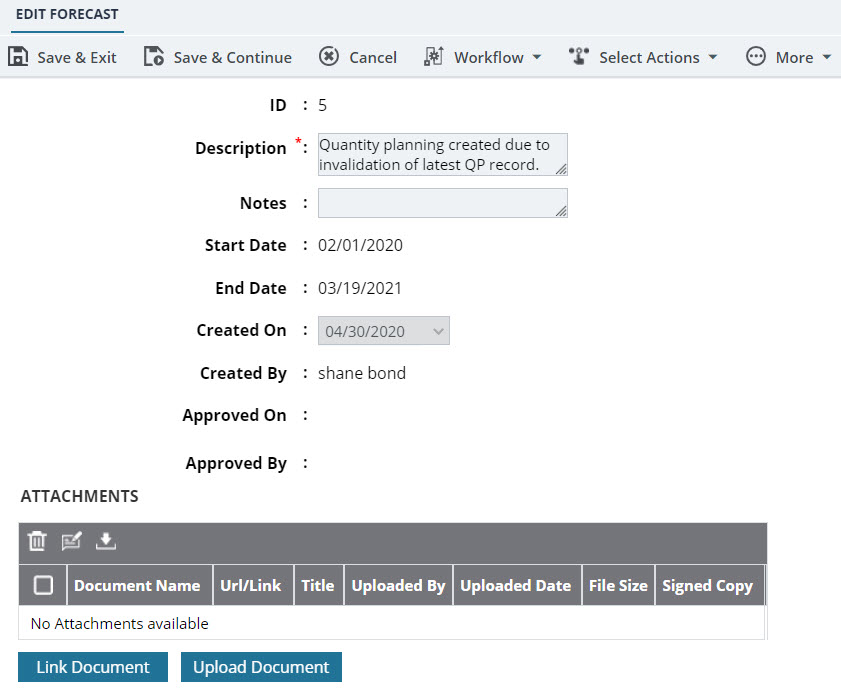 EDIT FORECAST
Save & Exit Save & Continue Cancel Workflow Select Actions More
ID : 5
Description *: Quantity planning created due to
invalidation of latest QP record.
Notes :
Start Date : 02/01/2020
End Date : 03/19/2021
Created On : 04/30/2020
Created By : shane bond
Approved On :
Approved By :
ATTACHMENTS
Document Name Url/Link Title Uploaded By Uploaded Date File Size Signed Copy
No Attachments available
Link Document Upload Document